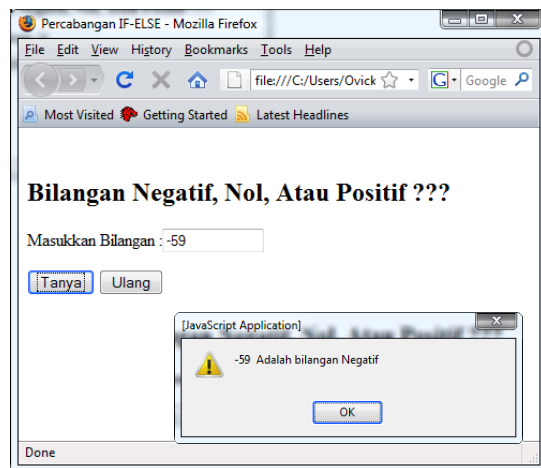 Percabangan IF-ELSE - Mozilla Firefox
File Edit View History Bookmarks Tools Help
file:///C:/Users/Ovick G Google
Most Visited Getting Started Latest Headlines
Bilangan Negatif, Nol, Atau Positif ???
Masukkan Bilangan : -59
Tanya Ulang
[JavaScript Application]
-59 Adalah bilangan Negatif
OK
Done